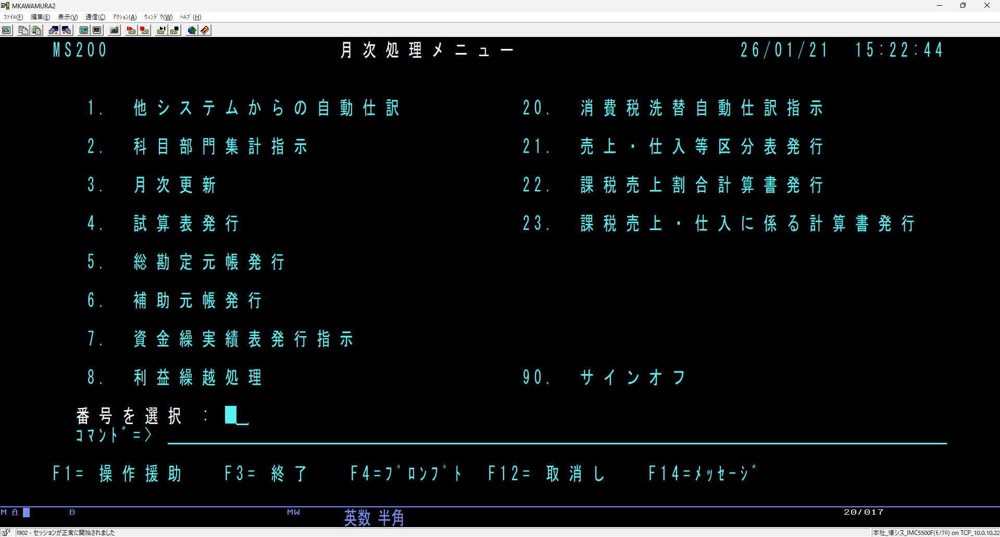 MKAWAMURA2
ﾌｧｲﾙ(F) 編集(E) 表示(V) 通信(C) ｱｸｼｮﾝ(A) ｳｨﾝﾄﾞｳ(W) ﾍﾙﾌﾟ(H)
MS200 月次処理メニュー 26/01/21 15:22:44
1. 他システムからの自動仕訳 20. 消費税洗替自動仕訳指示
2. 科目部門集計指示 21. 売上・仕入等区分表発行
3. 月次更新 22. 課税売上割合計算書発行
4. 試算表発行 23. 課税売上・仕入に係る計算書発行
5. 総勘定元帳発行
6. 補助元帳発行
7. 資金繰実績表発行指示
8. 利益繰越処理 90. サインオフ
番号を選択 :
ｺﾏﾝﾄﾞ=>
F1= 操作援助 F3= 終了 F4=ﾌﾟﾛﾝﾌﾟﾄ F12= 取消し F14=ﾒｯｾｰｼﾞ
M A B MW 英数 半角 20/017
I902 - セッションが正常に開始されました 本社_情シス_IMC5500F(ﾓﾉｸﾛ) on TCP_10.0.10.22